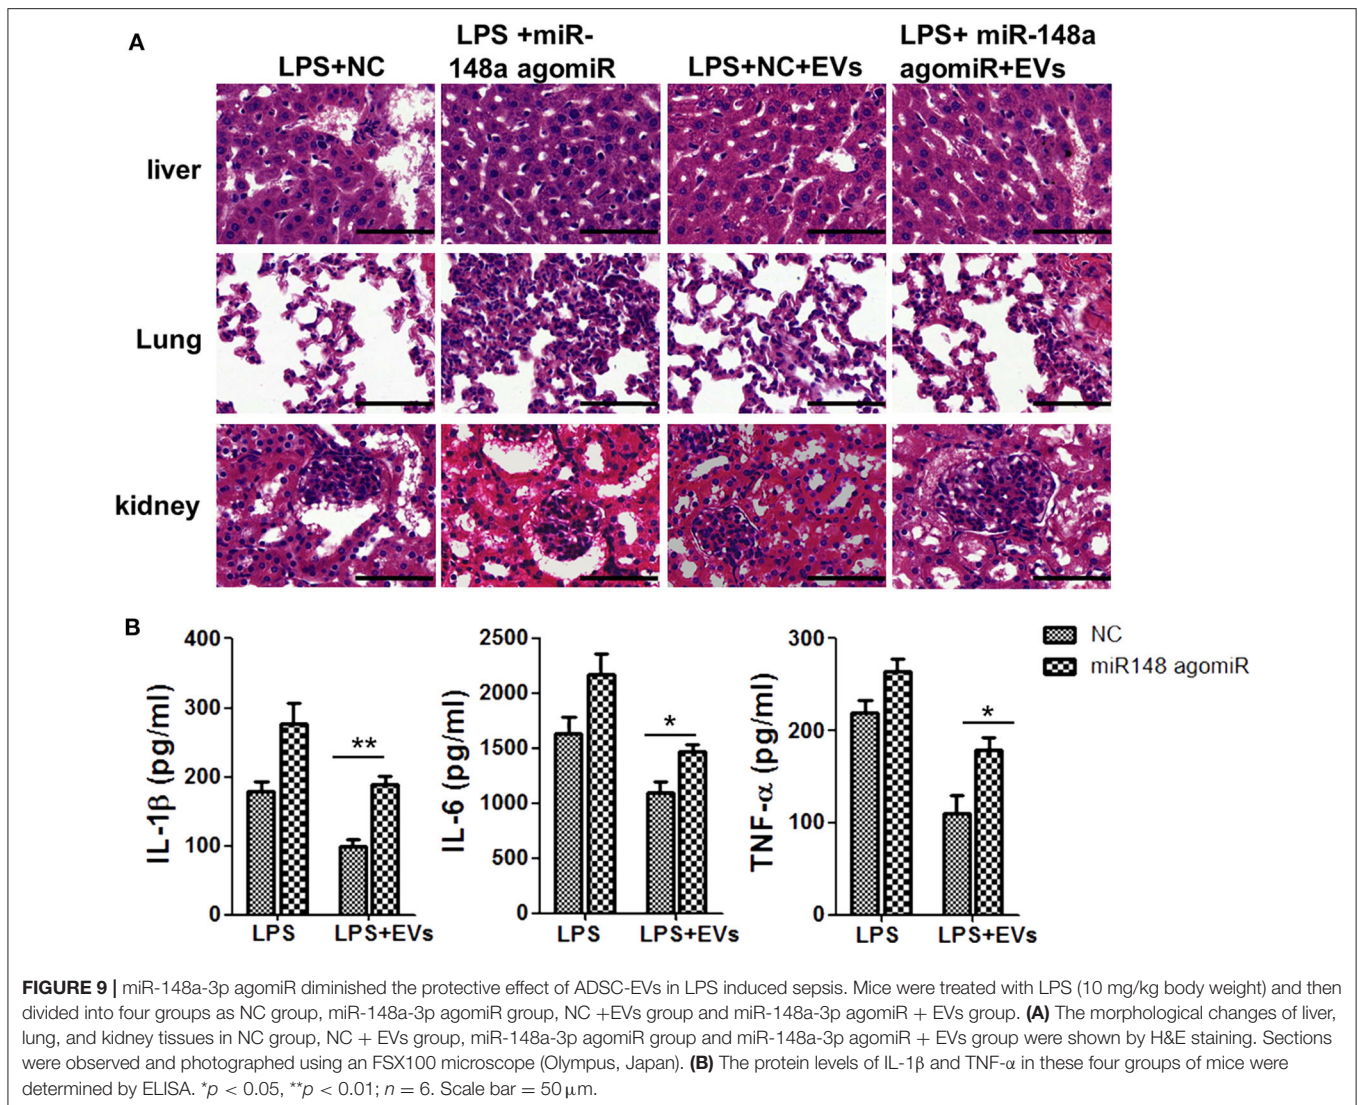 A
LPS+NC
LPS +miR-
148a agomiR
LPS+NC+EVs
LPS+ miR-148a
agomiR+EVs
liver
Lung
kidney
B
IL-1β (pg/ml)
400
300
200
100
0
**
LPS
LPS+EVs
IL-6 (pg/ml)
2500
2000
1500
1000
500
0
*
LPS
LPS+EVs
TNF-α (pg/ml)
300
200
100
0
*
LPS
LPS+EVs
NC
miR148 agomiR
FIGURE 9 | miR-148a-3p agomiR diminished the protective effect of ADSC-EVs in LPS induced sepsis. Mice were treated with LPS (10 mg/kg body weight) and then
divided into four groups as NC group, miR-148a-3p agomiR group, NC +EVs group and miR-148a-3p agomiR + EVs group. (A) The morphological changes of liver,
lung, and kidney tissues in NC group, NC + EVs group, miR-148a-3p agomiR group and miR-148a-3p agomiR + EVs group were shown by H&E staining. Sections
were observed and photographed using an FSX100 microscope (Olympus, Japan). (B) The protein levels of IL-1β and TNF-α in these four groups of mice were
determined by ELISA. *p < 0.05, **p < 0.01; n = 6. Scale bar = 50 μm.